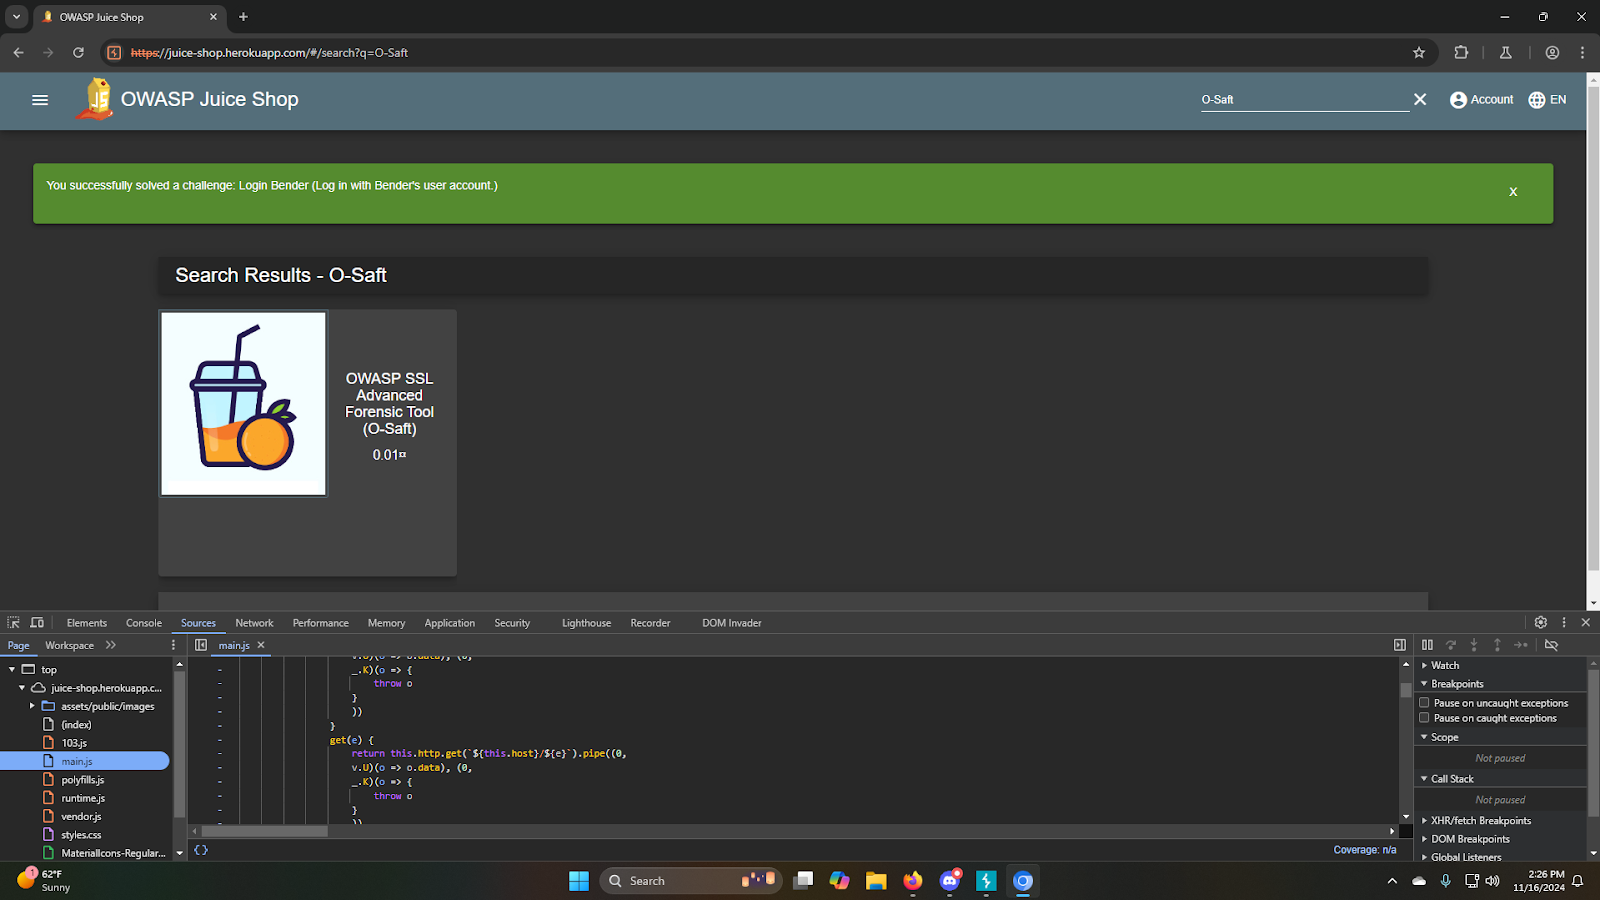 OWASP Juice Shop
https://juice-shop.herokuapp.com/#/search?q=O-Saft
OWASP Juice Shop
O-Saft
Account
EN
You successfully solved a challenge: Login Bender (Log in with Bender's user account.)
X
Search Results - O-Saft
OWASP SSL
Advanced
Forensic Tool
(O-Saft)
0.01¤
Elements Console Sources Network Performance Memory Application Security Lighthouse Recorder DOM Invader
Page Workspace
main.js
top
juice-shop.herokuapp.c...
assets/public/images
(index)
103.js
main.js
polyfills.js
runtime.js
vendor.js
styles.css
MaterialIcons-Regular...
v.U)(o => o.data), (0,
_.K)(o => {
throw o
}
))
}
get(e) {
return this.http.get(`${this.host}/${e}`).pipe((0,
v.U)(o => o.data), (0,
_.K)(o => {
throw o
}
))
{}
Coverage: n/a
Watch
Breakpoints
Pause on uncaught exceptions
Pause on caught exceptions
Scope
Not paused
Call Stack
Not paused
XHR/fetch Breakpoints
DOM Breakpoints
Global Listeners
1
62°F
Sunny
Search
2:26 PM
11/16/2024